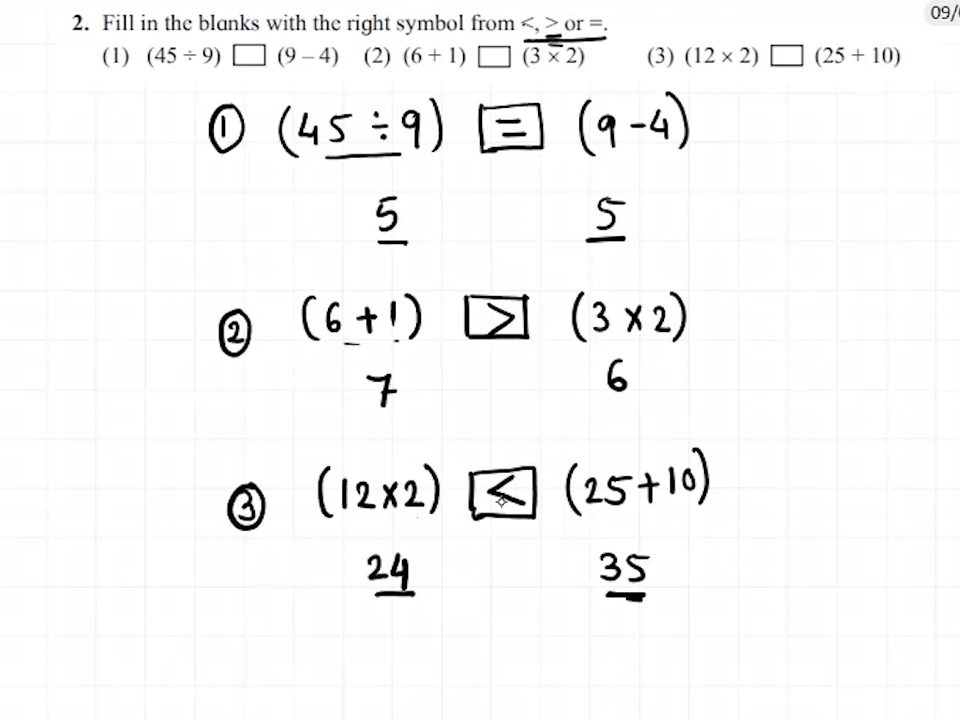 09/
2. Fill in the blanks with the right symbol from <, > or =.
(1) (45 ÷ 9) □ (9 – 4) (2) (6 + 1) □ (3 × 2) (3) (12 × 2) □ (25 + 10)
① (45 ÷ 9) = (9 - 4)
5 5
② (6 + 1) > (3 × 2)
7 6
③ (12 × 2) < (25 + 10)
24 35